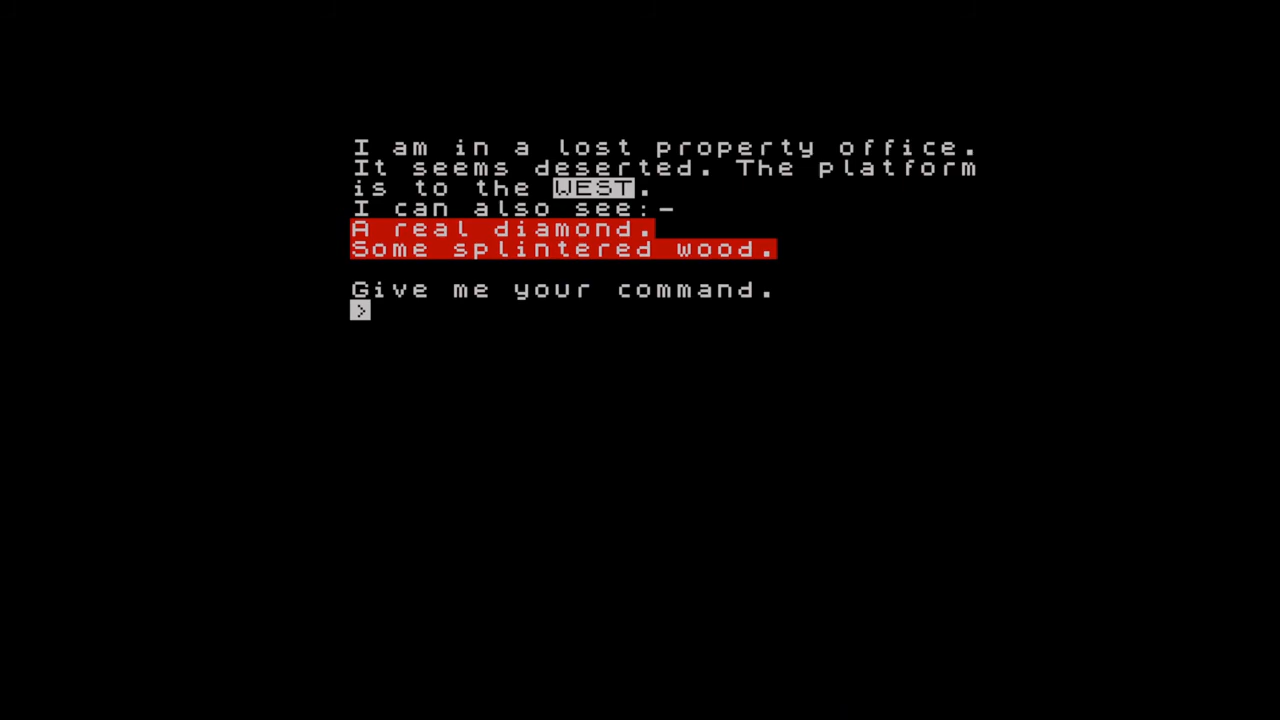 I am in a lost property office.
It seems deserted. The platform
is to the WEST.
I can also see:-
A real diamond.
Some splintered wood.
Give me your command.
>